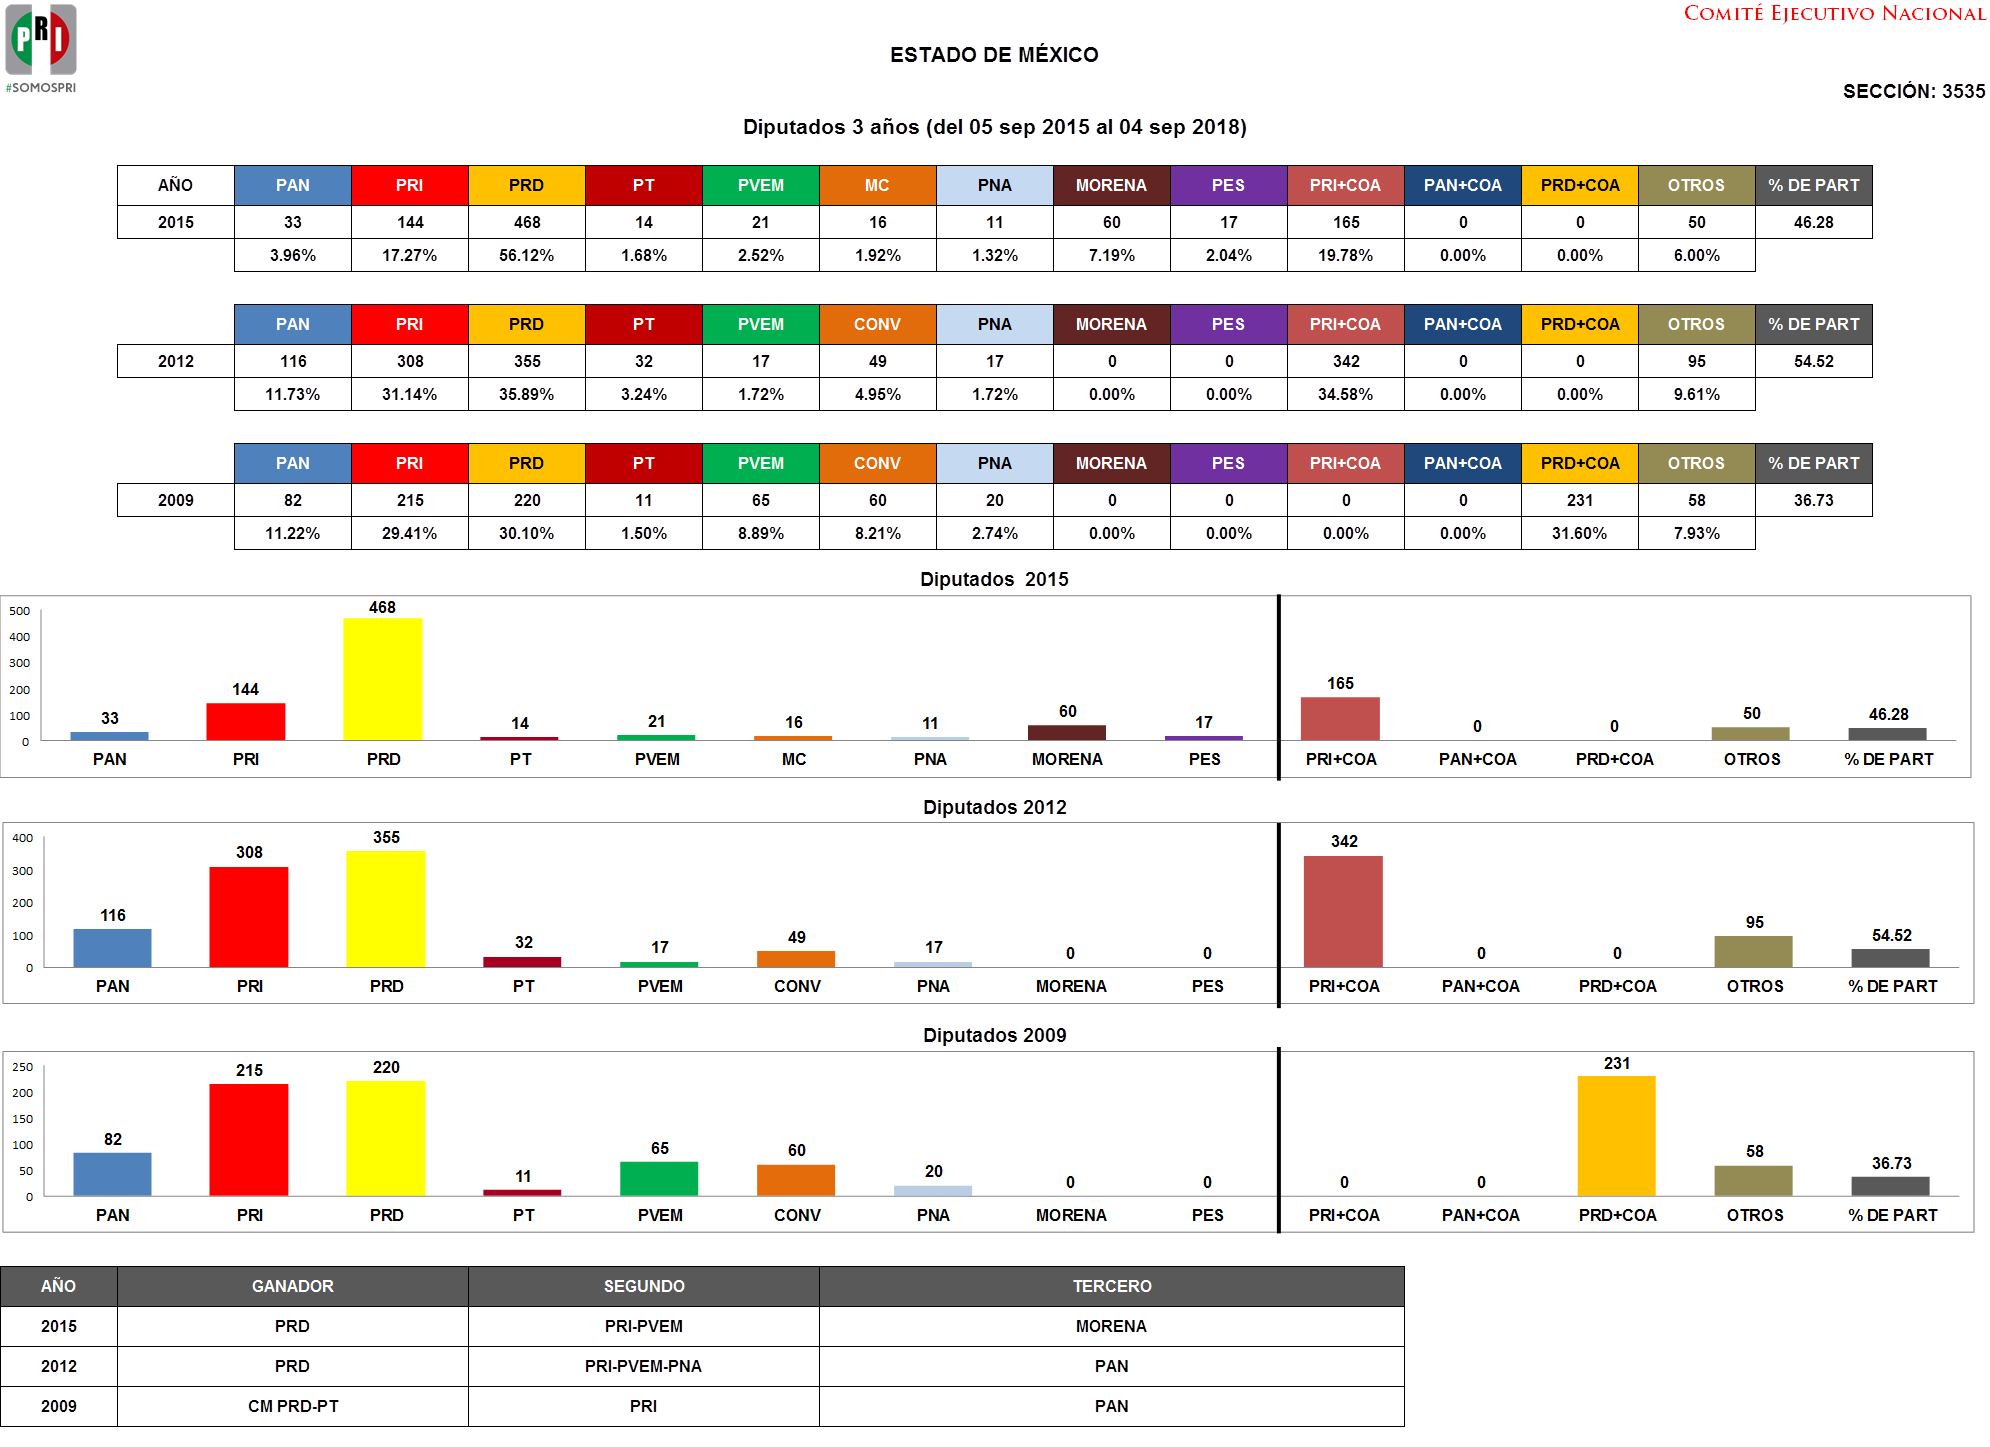 PRI
#SOMOSPRI
COMITÉ EJECUTIVO NACIONAL
ESTADO DE MÉXICO
SECCIÓN: 3535
Diputados 3 años (del 05 sep 2015 al 04 sep 2018)
AÑO PAN PRI PRD PT PVEM MC PNA MORENA PES PRI+COA PAN+COA PRD+COA OTROS % DE PART
2015 33 144 468 14 21 16 11 60 17 165 0 0 50 46.28
3.96% 17.27% 56.12% 1.68% 2.52% 1.92% 1.32% 7.19% 2.04% 19.78% 0.00% 0.00% 6.00%
PAN PRI PRD PT PVEM CONV PNA MORENA PES PRI+COA PAN+COA PRD+COA OTROS % DE PART
2012 116 308 355 32 17 49 17 0 0 342 0 0 95 54.52
11.73% 31.14% 35.89% 3.24% 1.72% 4.95% 1.72% 0.00% 0.00% 34.58% 0.00% 0.00% 9.61%
PAN PRI PRD PT PVEM CONV PNA MORENA PES PRI+COA PAN+COA PRD+COA OTROS % DE PART
2009 82 215 220 11 65 60 20 0 0 0 0 231 58 36.73
11.22% 29.41% 30.10% 1.50% 8.89% 8.21% 2.74% 0.00% 0.00% 0.00% 0.00% 31.60% 7.93%
Diputados 2015
500
400
300
200
100
0
33 144 468 14 21 16 11 60 17 165 0 0 50 46.28
PAN PRI PRD PT PVEM MC PNA MORENA PES PRI+COA PAN+COA PRD+COA OTROS % DE PART
Diputados 2012
400
300
200
100
0
116 308 355 32 17 49 17 0 0 342 0 0 95 54.52
PAN PRI PRD PT PVEM CONV PNA MORENA PES PRI+COA PAN+COA PRD+COA OTROS % DE PART
Diputados 2009
250
200
150
100
50
0
82 215 220 11 65 60 20 0 0 0 0 231 58 36.73
PAN PRI PRD PT PVEM CONV PNA MORENA PES PRI+COA PAN+COA PRD+COA OTROS % DE PART
AÑO GANADOR SEGUNDO TERCERO
2015 PRD PRI-PVEM MORENA
2012 PRD PRI-PVEM-PNA PAN
2009 CM PRD-PT PRI PAN